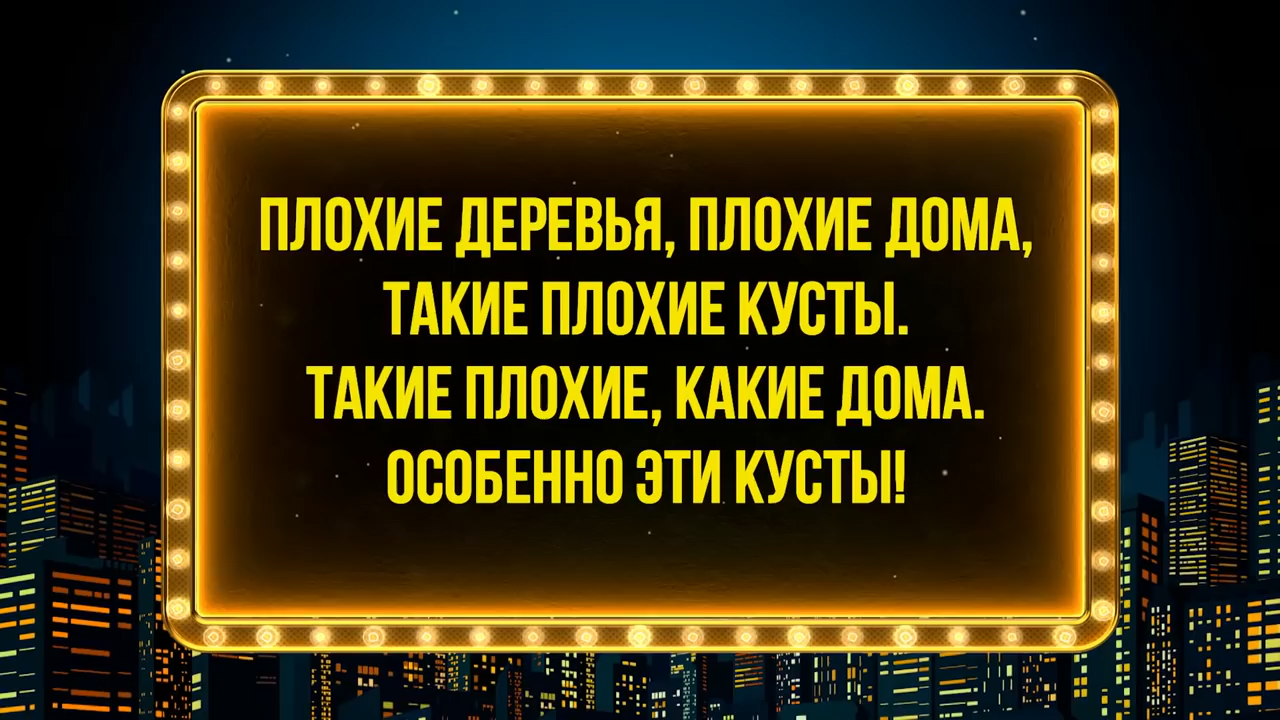 ПЛОХИЕ ДЕРЕВЬЯ, ПЛОХИЕ ДОМА,
ТАКИЕ ПЛОХИЕ КУСТЫ.
ТАКИЕ ПЛОХИЕ, КАКИЕ ДОМА.
ОСОБЕННО ЭТИ КУСТЫ!